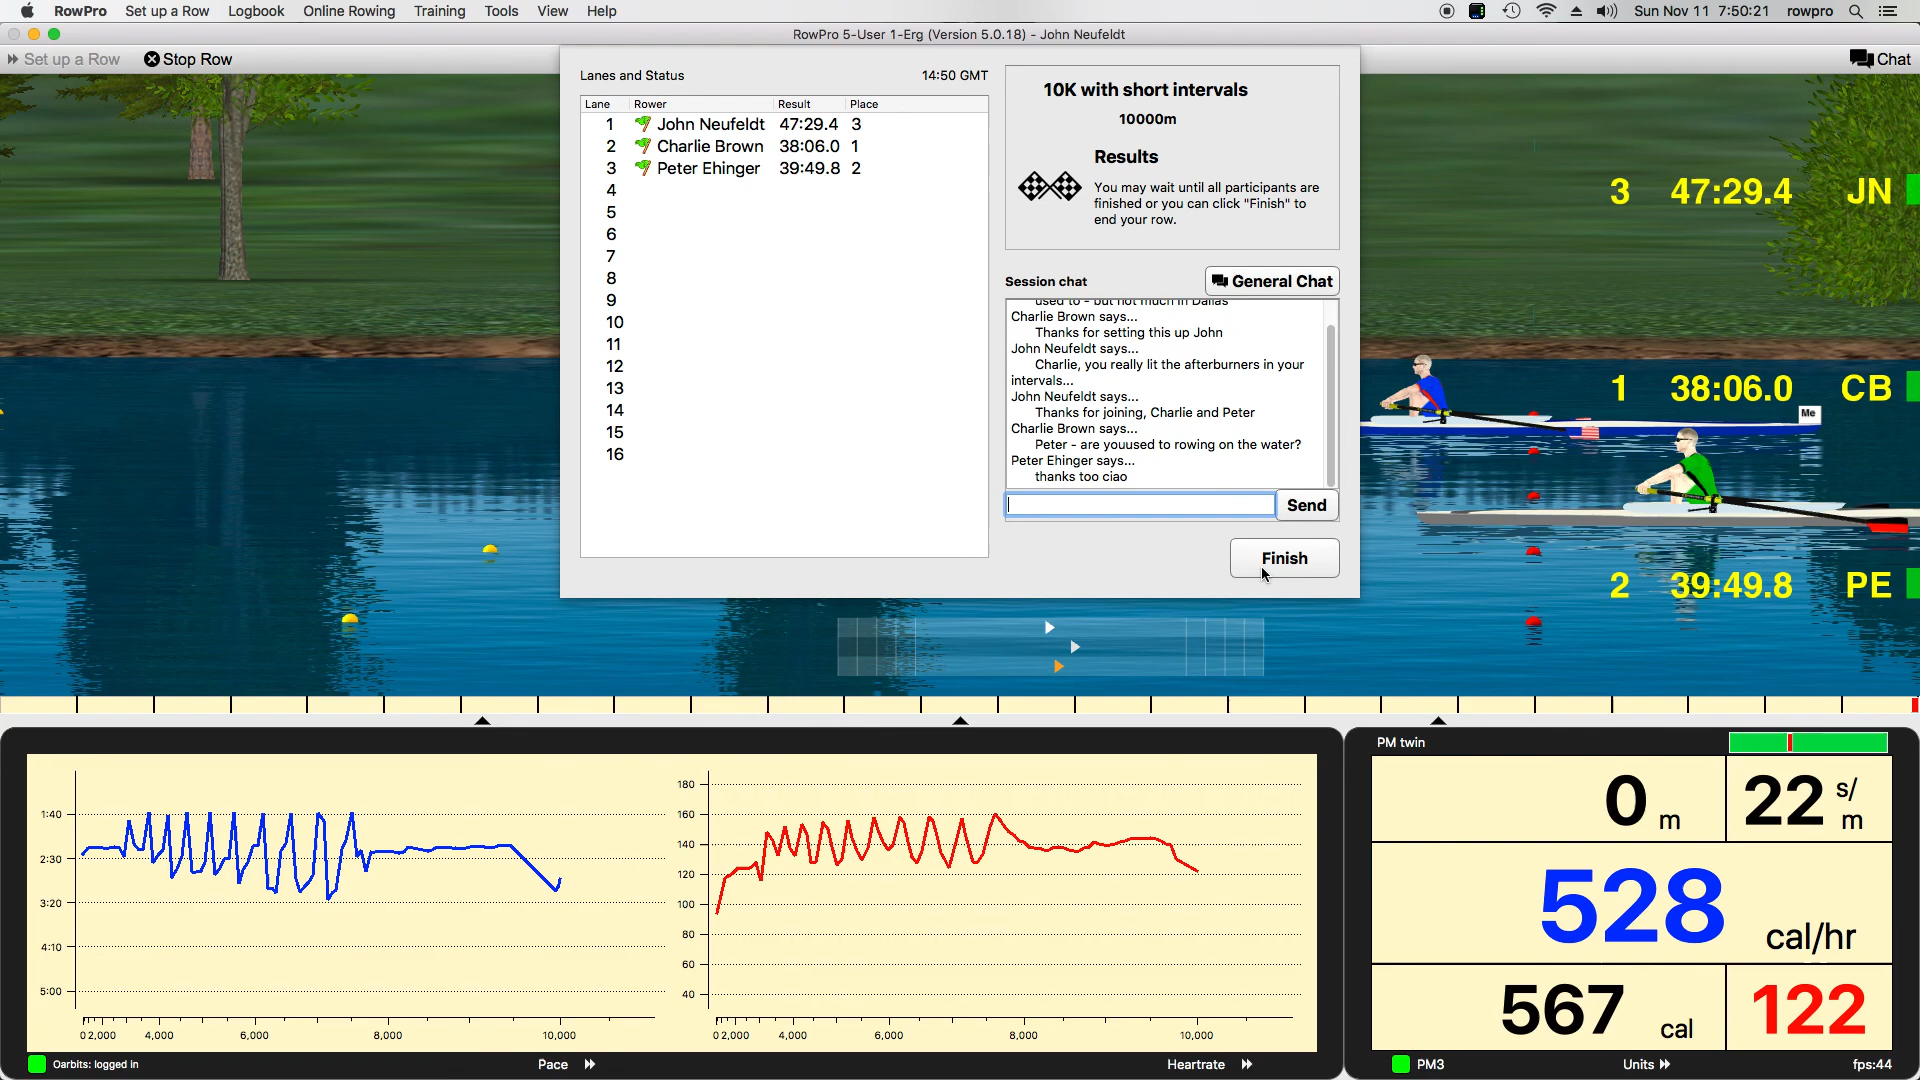 RowPro Set up a Row Logbook Online Rowing Training Tools View Help
Sun Nov 11 7:50:21 rowpro
RowPro 5-User 1-Erg (Version 5.0.18) - John Neufeldt
Set up a Row Stop Row
Chat
Lanes and Status 14:50 GMT
Lane Rower Result Place
1 John Neufeldt 47:29.4 3
2 Charlie Brown 38:06.0 1
3 Peter Ehinger 39:49.8 2
4
5
6
7
8
9
10
11
12
13
14
15
16
10K with short intervals
10000m
Results
You may wait until all participants are
finished or you can click "Finish" to
end your row.
Session chat
General Chat
used to - but not much in Dallas
Charlie Brown says...
Thanks for setting this up John
John Neufeldt says...
Charlie, you really lit the afterburners in your
intervals...
John Neufeldt says...
Thanks for joining, Charlie and Peter
Charlie Brown says...
Peter - are youused to rowing on the water?
Peter Ehinger says...
thanks too ciao
Send
Finish
3 47:29.4 JN
1 38:06.0 CB
Me
2 39:49.8 PE
1:40
2:30
3:20
4:10
5:00
0 2,000 4,000 6,000 8,000 10,000
180
160
140
120
100
80
60
40
0 2,000 4,000 6,000 8,000 10,000
Oarbits: logged in
Pace
Heartrate
PM twin
0 m
22 s/m
528 cal/hr
567 cal
122
PM3
Units
fps:44